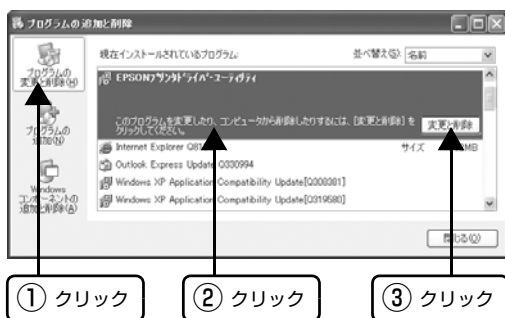 プログラムの追加と削除
現在インストールされているプログラム:
並べ替え(S): 名前
プログラムの
変更と削除(H)
プログラムの
追加(N)
Windows
コンポーネントの
追加と削除(A)
EPSONプリンタドライバ・ユーティリティ
このプログラムを変更したり、コンピュータから削除したりするには、[変更と削除] を
クリックしてください。
変更と削除
Internet Explorer
サイズ
MB
Outlook Express Update Q330994
Windows XP Application Compatibility Update[Q308381]
Windows XP Application Compatibility Update[Q319580]
閉じる(O)
① クリック
② クリック
③ クリック